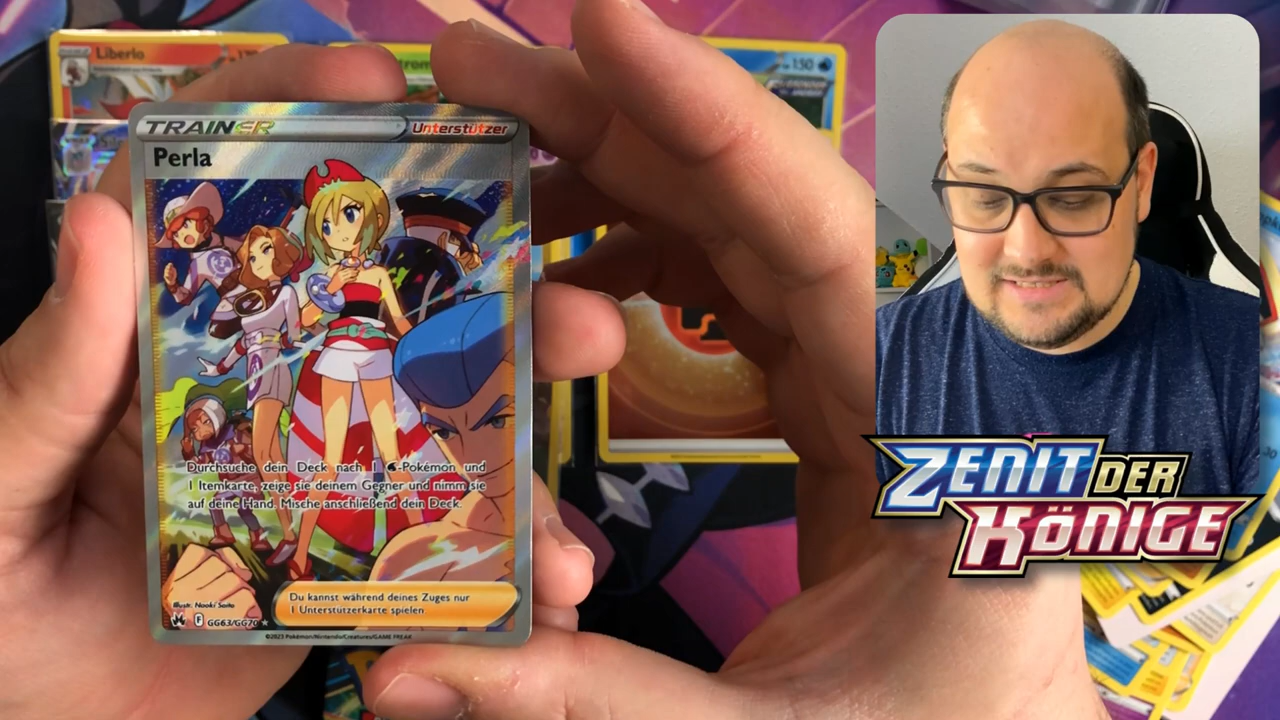 Liberlo
150
TRAINER
Unterstützer
Perla
Durchsuche dein Deck nach 1 -Pokémon und
1 Itemkarte, zeige sie deinem Gegner und nimm sie
auf deine Hand. Mische anschließend dein Deck.
Du kannst während deines Zuges nur
1 Unterstützerkarte spielen.
Illustr. Naoki Saito
F GG63/GG70
©2023 Pokémon/Nintendo/Creatures/GAME FREAK
ZENIT DER
KÖNIGE